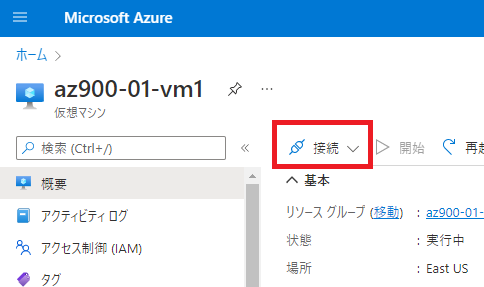 Microsoft Azure
ホーム
az900-01-vm1
仮想マシン
検索 (Ctrl+/)
接続
開始
再起
概要
基本
アクティビティ ログ
リソース グループ (移動) : az900-01-
アクセス制御 (IAM)
状態 : 実行中
タグ
場所 : East US